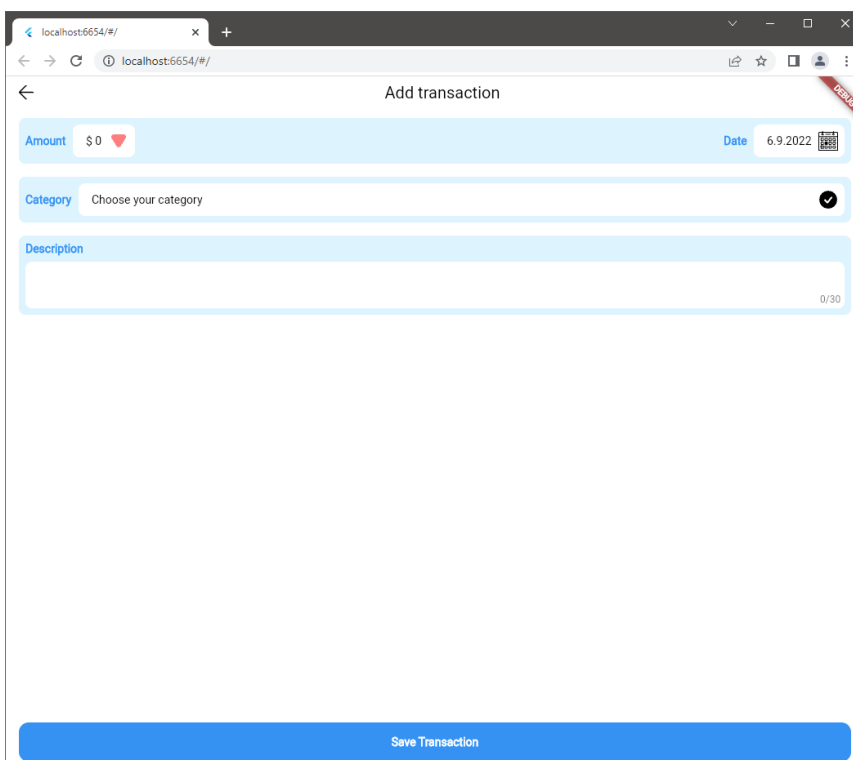 localhost:6654/#/
localhost:6654/#/
Add transaction
DEBUG
Amount $ 0 Date 6.9.2022
Category Choose your category
Description
0/30
Save Transaction